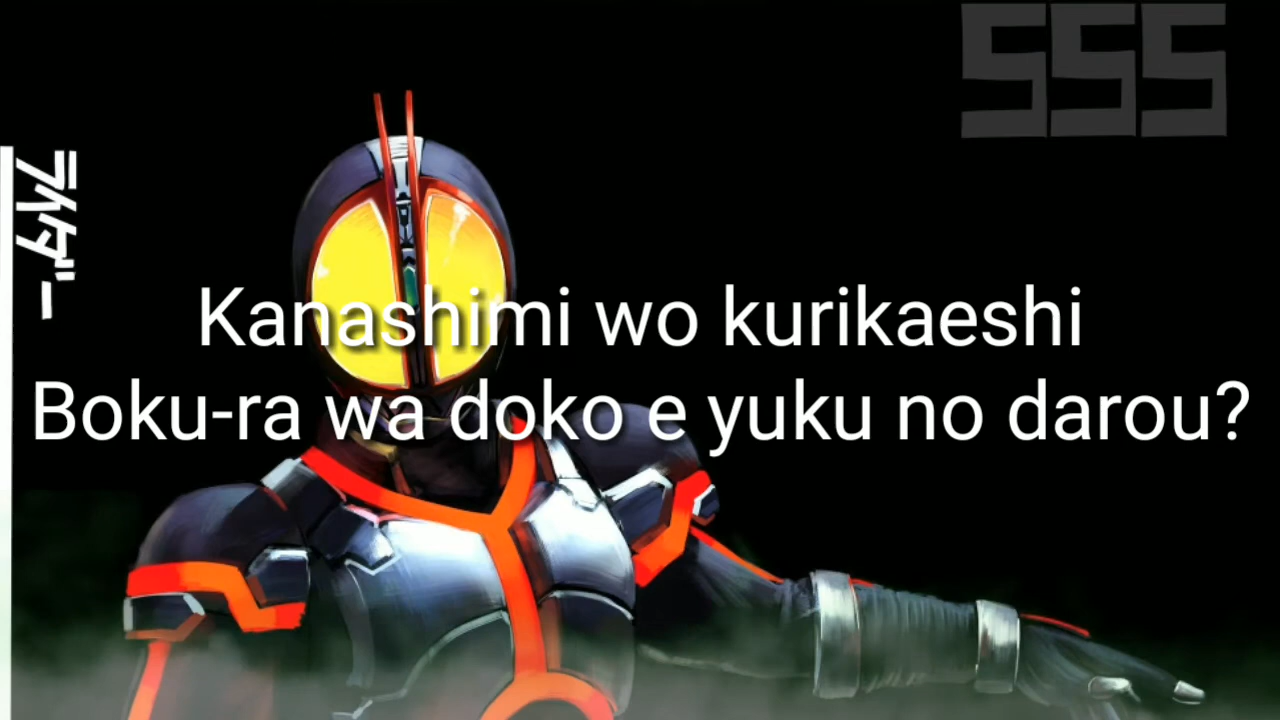 555
ライダー
Kanashimi wo kurikaeshi
Boku-ra wa doko e yuku no darou?